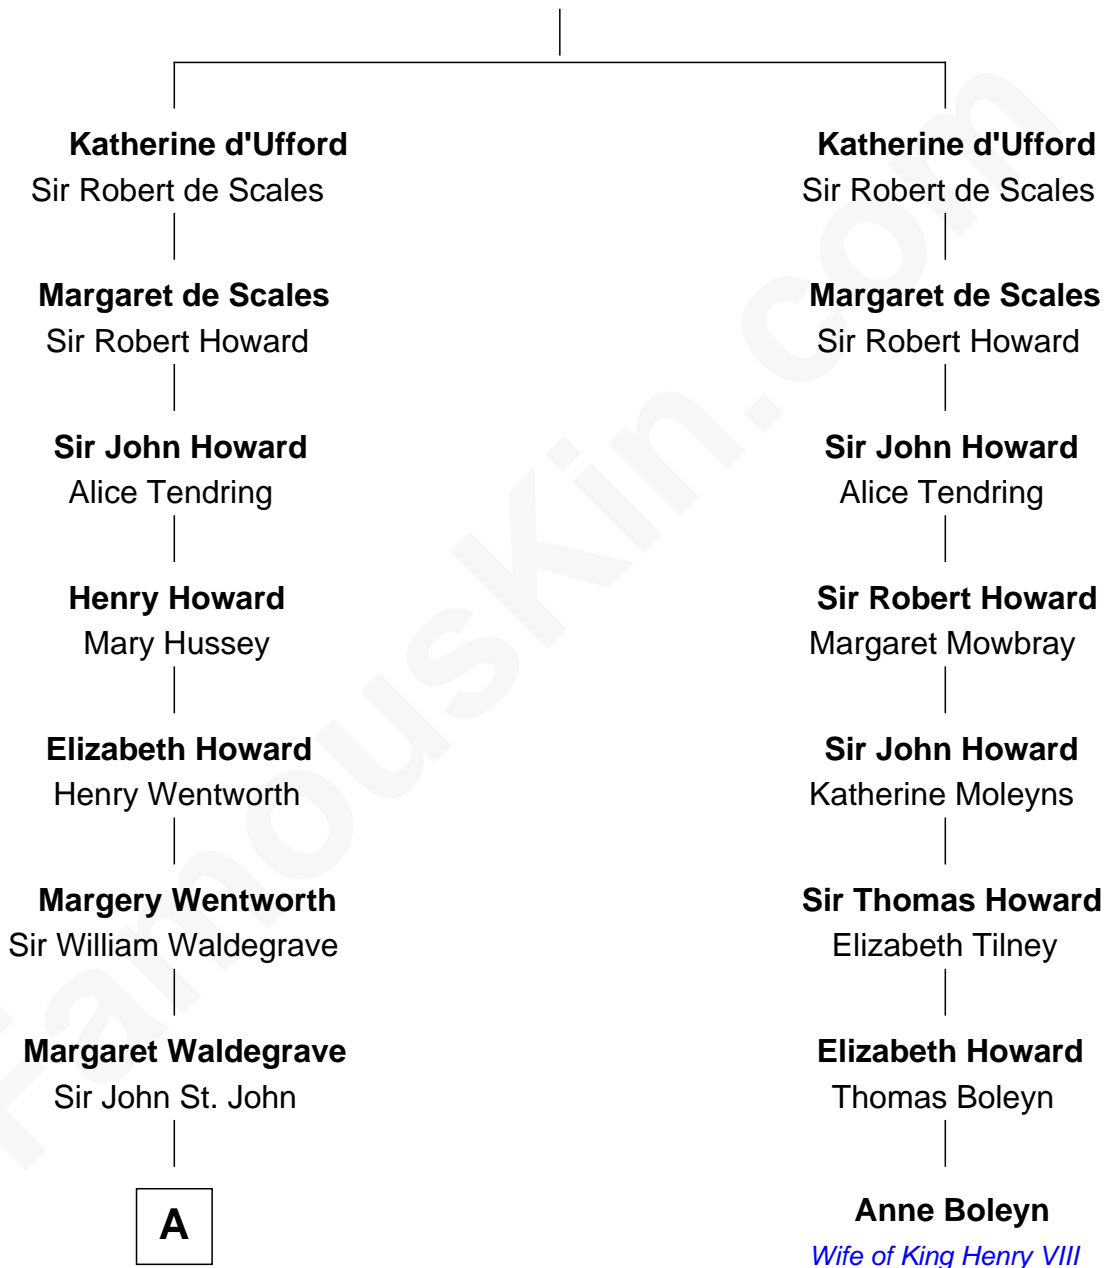 Katherine d'Ufford
Sir Robert de Scales
Margaret de Scales
Sir Robert Howard
Sir John Howard
Alice Tendring
Henry Howard
Mary Hussey
Elizabeth Howard
Henry Wentworth
Margery Wentworth
Sir William Waldegrave
Margaret Waldegrave
Sir John St. John
A
Katherine d'Ufford
Sir Robert de Scales
Margaret de Scales
Sir Robert Howard
Sir John Howard
Alice Tendring
Sir Robert Howard
Margaret Mowbray
Sir John Howard
Katherine Moleyns
Sir Thomas Howard
Elizabeth Tilney
Elizabeth Howard
Thomas Boleyn
Anne Boleyn
Wife of King Henry VIII
FamousKin.com